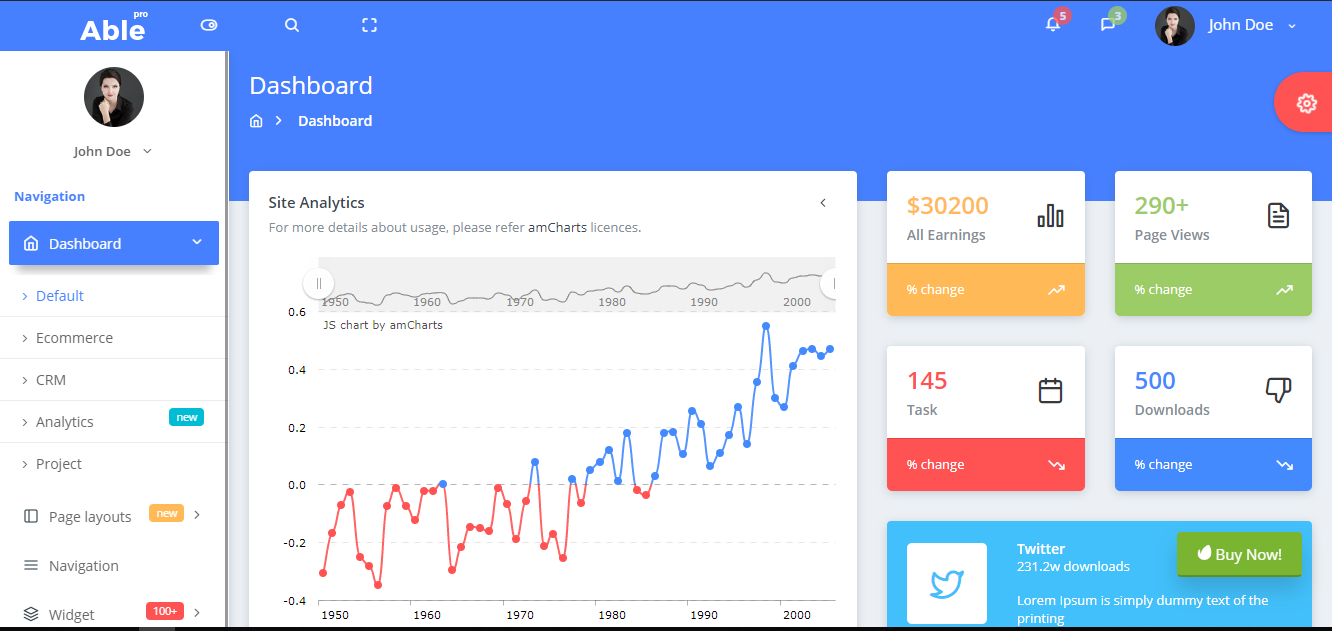 Able pro
5
3
John Doe
John Doe
Navigation
Dashboard
Default
Ecommerce
CRM
Analytics
new
Project
Page layouts
new
Navigation
Widget
100+
Dashboard
Dashboard
Site Analytics
For more details about usage, please refer amCharts licences.
1950 1960 1970 1980 1990 2000
JS chart by amCharts
0.6
0.4
0.2
0.0
-0.2
-0.4
1950 1960 1970 1980 1990 2000
$30200
All Earnings
% change
290+
Page Views
% change
145
Task
% change
500
Downloads
% change
Twitter
231.2w downloads
Lorem Ipsum is simply dummy text of the
printing
Buy Now!